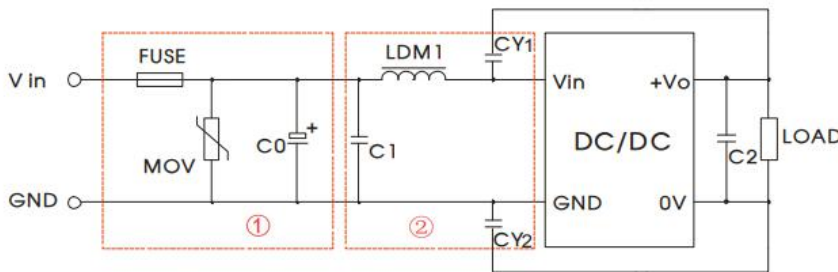 FUSE
LDM1
CY1
V in
Vin
+Vo
MOV
C0
+
C1
DC/DC
C2
LOAD
GND
①
②
CY2
GND
0V